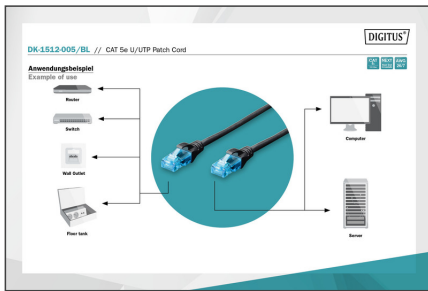 DIGITUS®
DK-1512-005/BL // CAT 5e U/UTP Patch Cord
Anwendungsbeispiel
Example of use
Router
Switch
Wall Outlet
Floor tank
Computer
Server